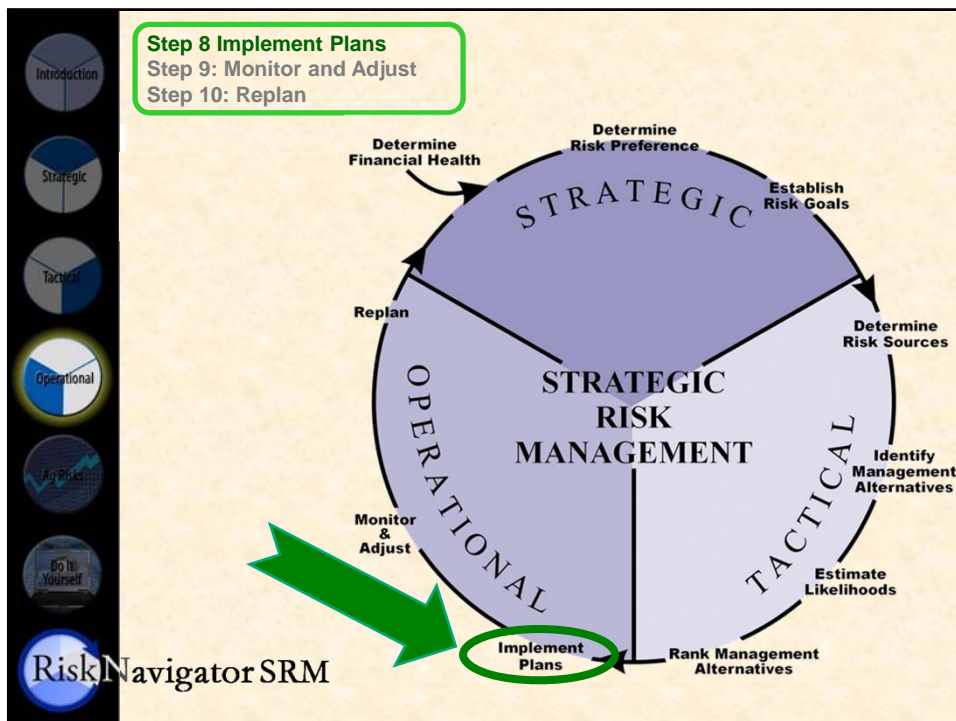 Step 8 Implement Plans
Step 9: Monitor and Adjust
Step 10: Replan
Introduction
Strategic
Tactical
Operational
Ag Risks
Do It
Yourself
Risk Navigator SRM
Determine
Financial Health
Determine
Risk Preference
Establish
Risk Goals
STRATEGIC
Determine
Risk Sources
Identify
Management
Alternatives
TACTICAL
Estimate
Likelihoods
Rank Management
Alternatives
Implement
Plans
Monitor
&
Adjust
OPERATIONAL
Replan
STRATEGIC
RISK
MANAGEMENT